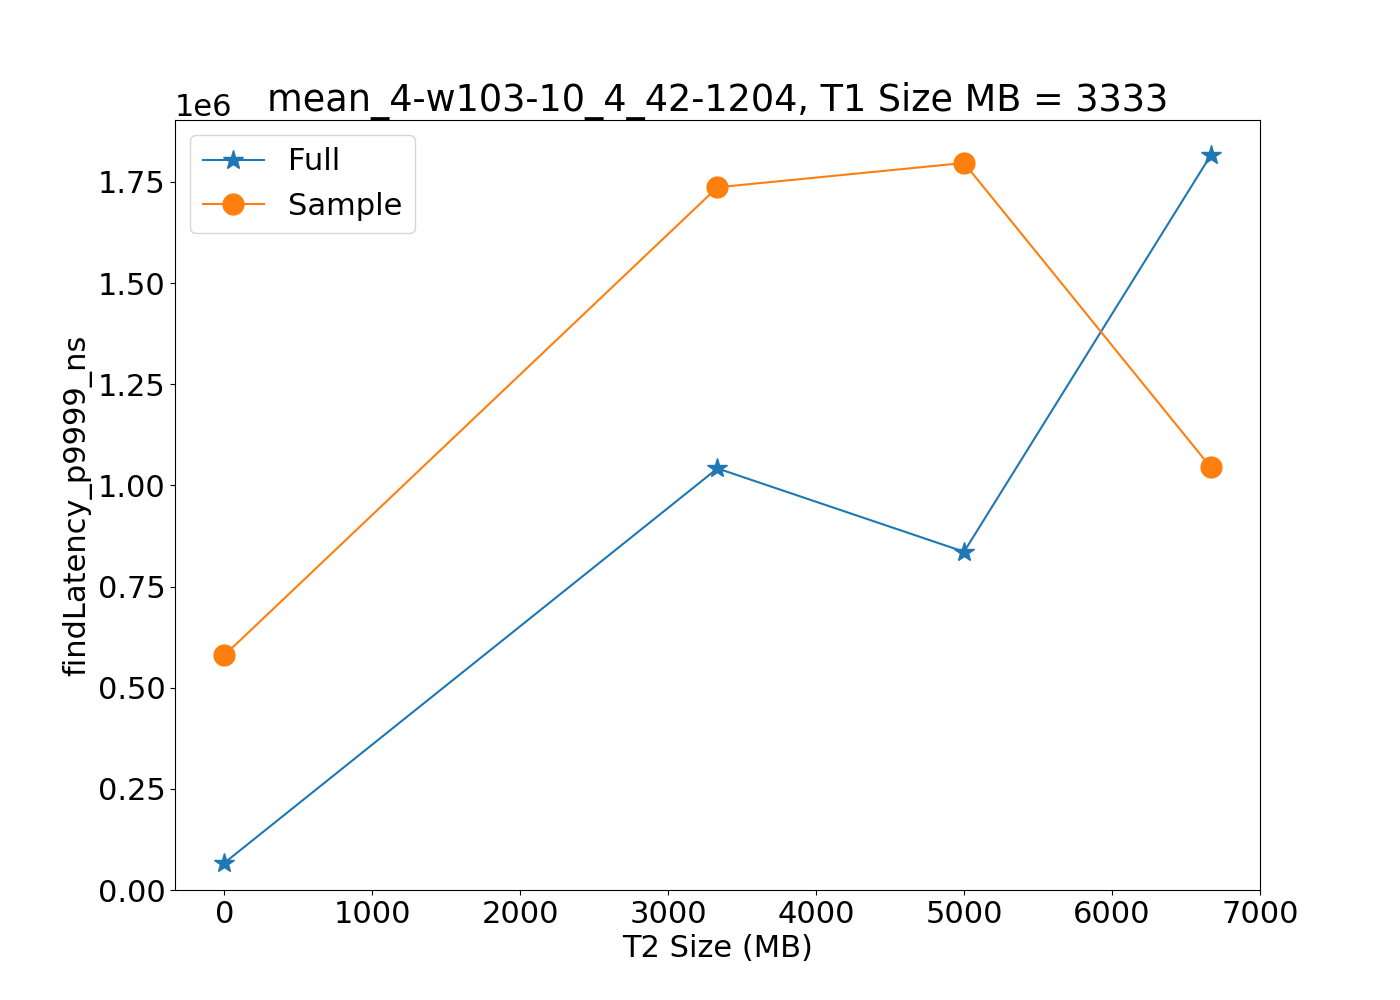 mean_4-w103-10_4_42-1204, T1 Size MB = 3333
1e6
Full
Sample
1.75
1.50
1.25
1.00
0.75
0.50
0.25
0.00
findLatency_p9999_ns
0 1000 2000 3000 4000 5000 6000 7000
T2 Size (MB)